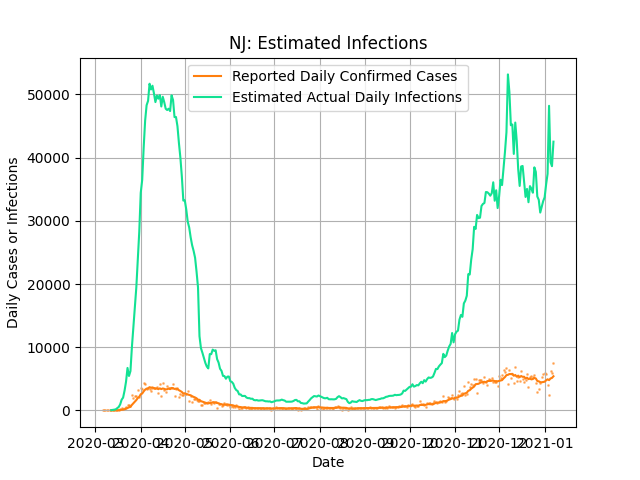 NJ: Estimated Infections
Reported Daily Confirmed Cases
Estimated Actual Daily Infections
Daily Cases or Infections
50000
40000
30000
20000
10000
0
2020-03 2020-04 2020-05 2020-06 2020-07 2020-08 2020-09 2020-10 2020-11 2020-12 2021-01
Date